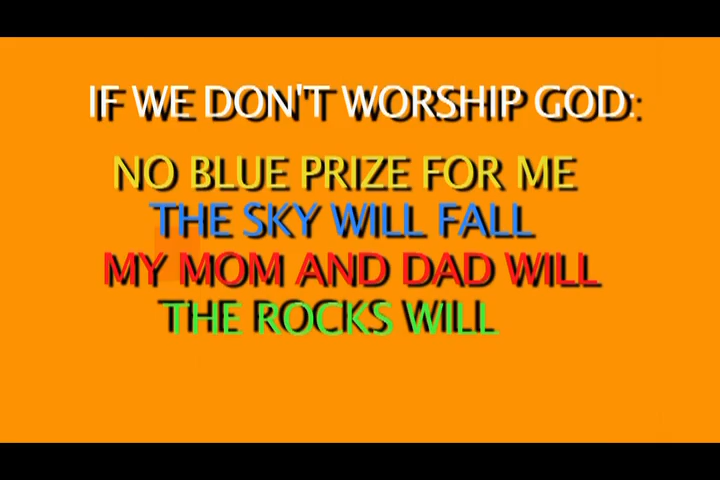 IF WE DON'T WORSHIP GOD:
NO BLUE PRIZE FOR ME
THE SKY WILL FALL
MY MOM AND DAD WILL
THE ROCKS WILL